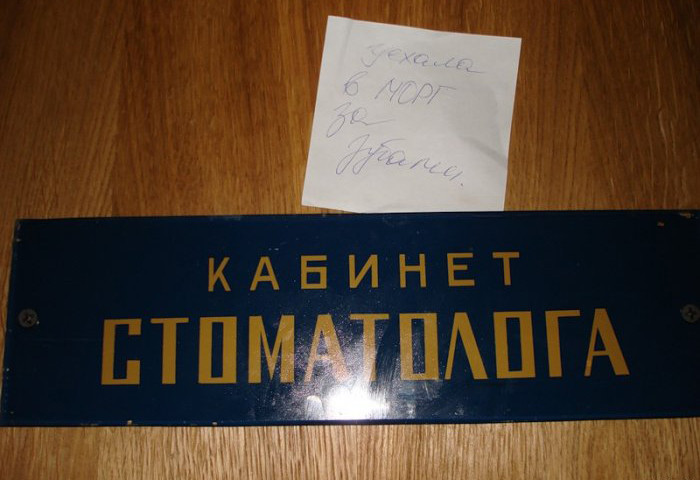 уехала
в МОРГ
за
зубами.
КАБИНЕТ
СТОМАТОЛОГА